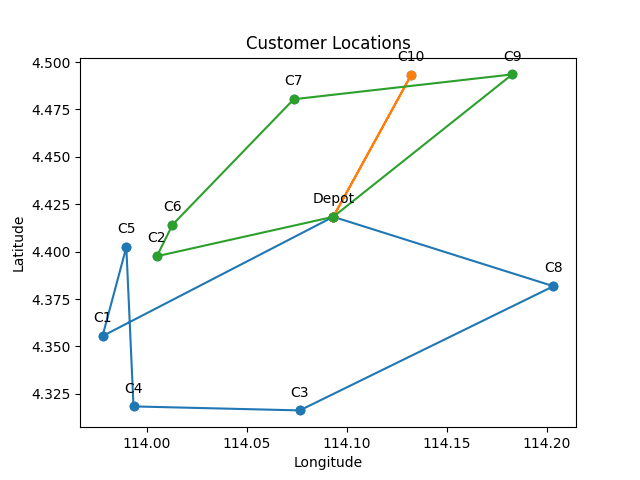 Customer Locations
C10
C9
C7
4.500
4.475
4.450
4.425
4.400
4.375
4.350
4.325
Latitude
Depot
C6
C5
C2
C8
C1
C4
C3
114.00
114.05
114.10
114.15
114.20
Longitude